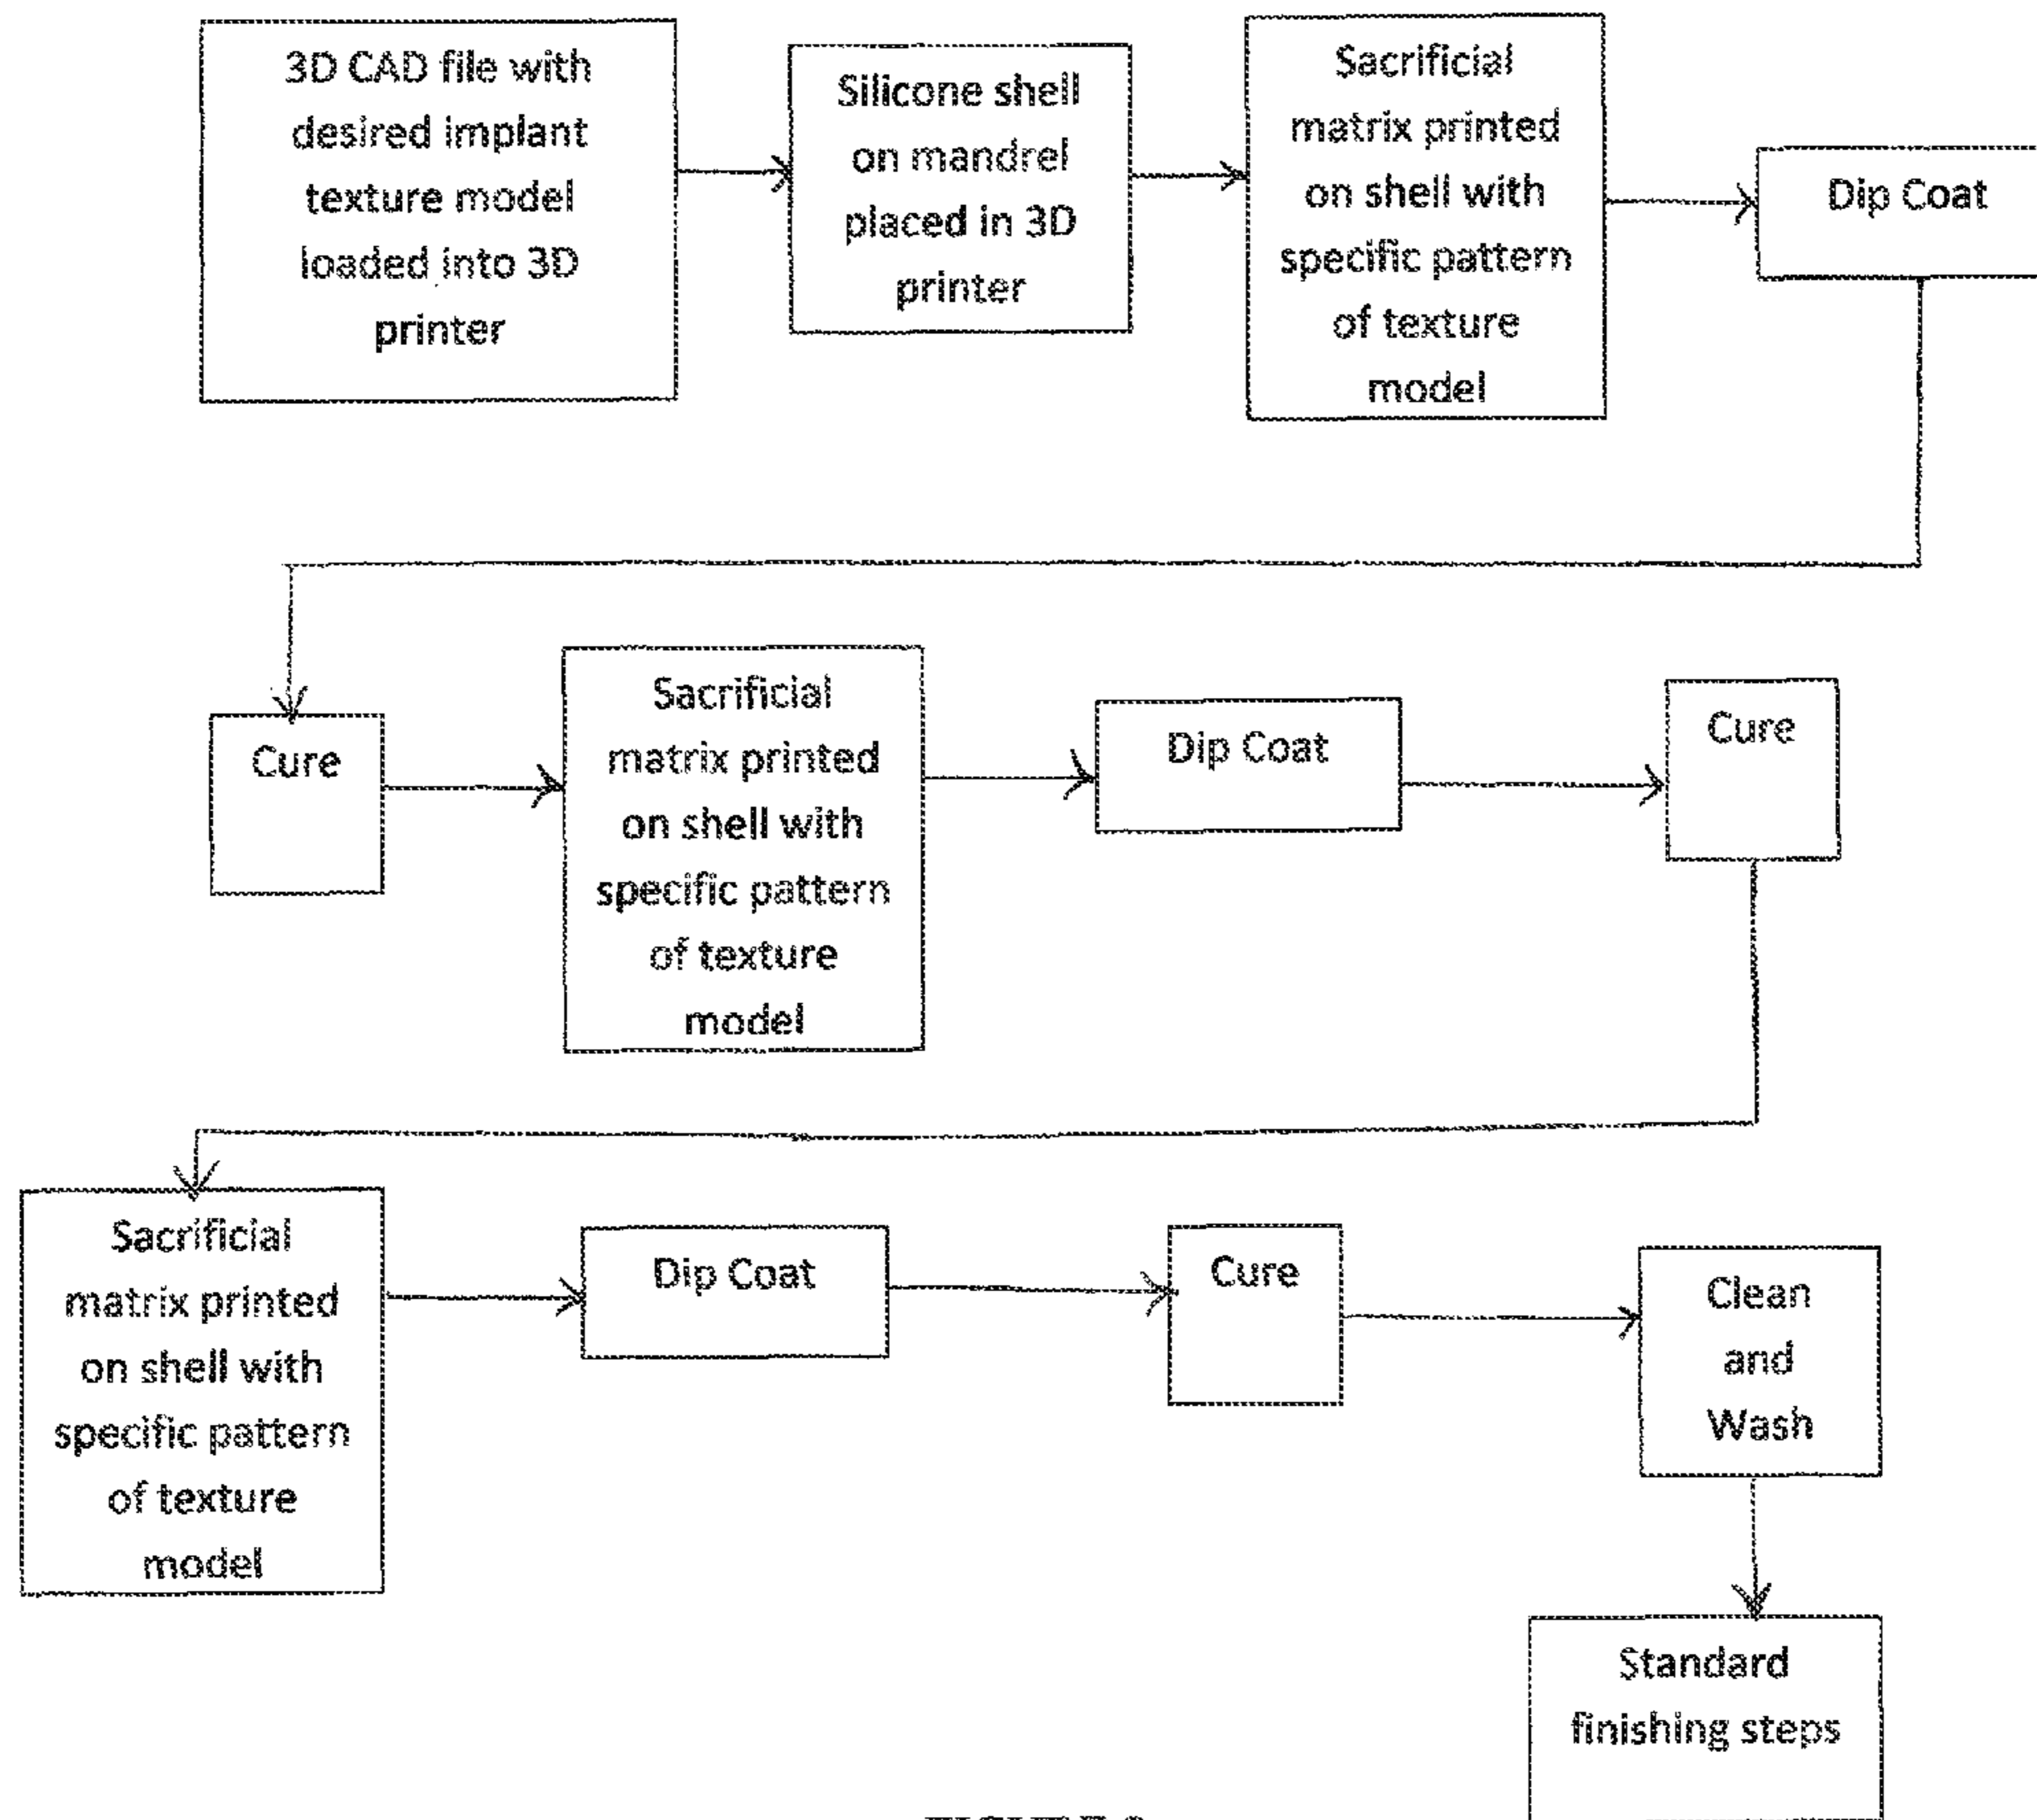 3D CAD file with
desired implant
texture model
loaded into 3D
printer
Silicone shell
on mandrel
placed in 3D
printer
Sacrificial
matrix printed
on shell with
specific pattern
of texture
model
Dip Coat
Cure
Sacrificial
matrix printed
on shell with
specific pattern
of texture
model
Dip Coat
Cure
Sacrificial
matrix printed
on shell with
specific pattern
of texture
model
Dip Coat
Cure
Clean
and
Wash
Standard
finishing steps